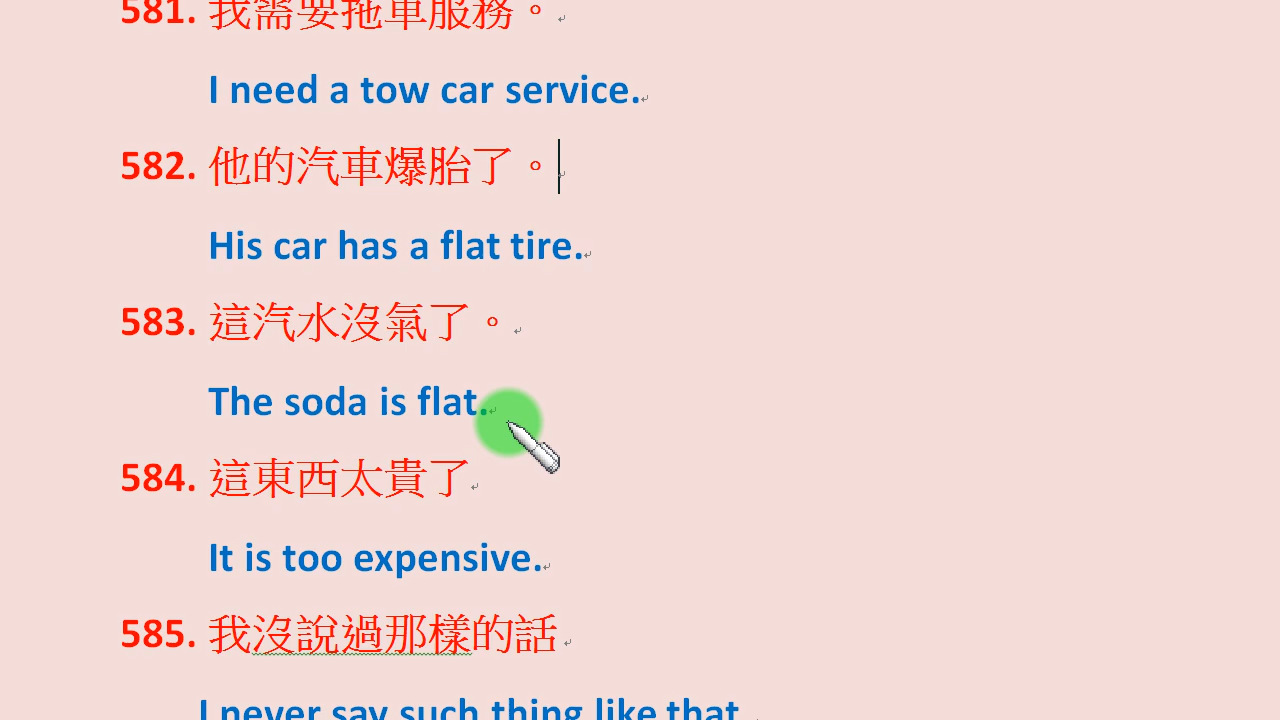 581. 我需要拖車服務。
I need a tow car service.
582. 他的汽車爆胎了。
His car has a flat tire.
583. 這汽水沒氣了。
The soda is flat.
584. 這東西太貴了
It is too expensive.
585. 我沒說過那樣的話
I never say such thing like that